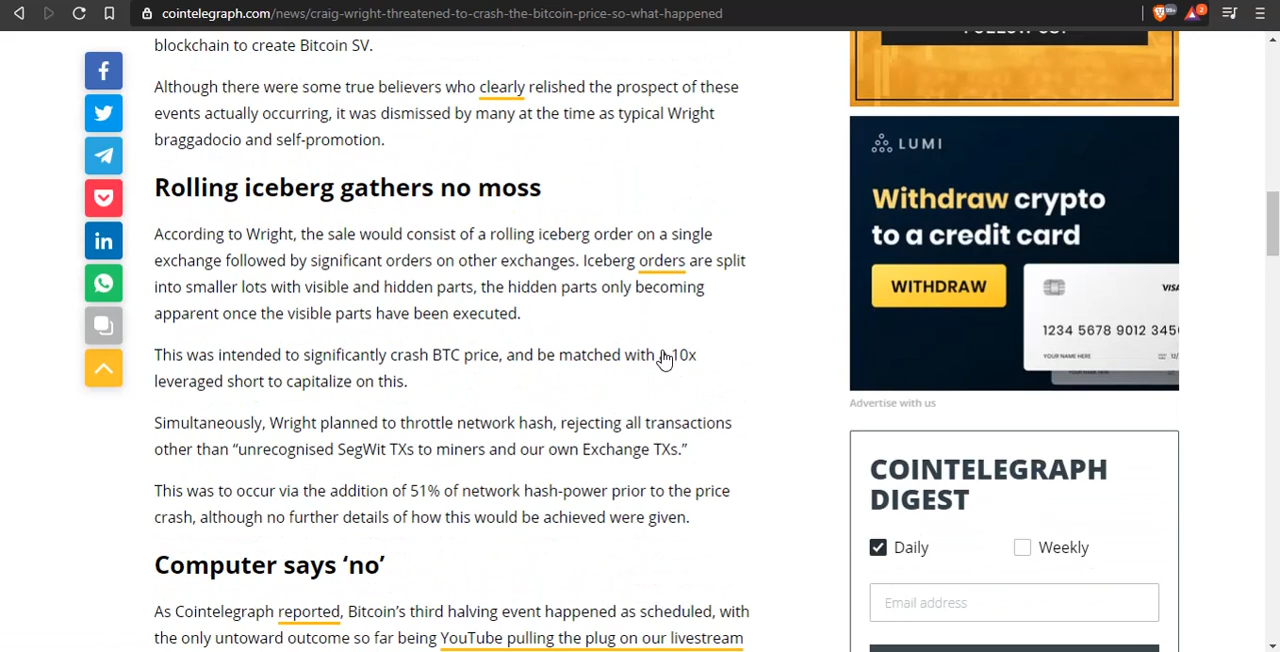 cointelegraph.com/news/craig-wright-threatened-to-crash-the-bitcoin-price-so-what-happened
99+
2
blockchain to create Bitcoin SV.
Although there were some true believers who clearly relished the prospect of these
events actually occurring, it was dismissed by many at the time as typical Wright
braggadocio and self-promotion.
Rolling iceberg gathers no moss
According to Wright, the sale would consist of a rolling iceberg order on a single
exchange followed by significant orders on other exchanges. Iceberg orders are split
into smaller lots with visible and hidden parts, the hidden parts only becoming
apparent once the visible parts have been executed.
This was intended to significantly crash BTC price, and be matched with 10x
leveraged short to capitalize on this.
Simultaneously, Wright planned to throttle network hash, rejecting all transactions
other than “unrecognised SegWit TXs to miners and our own Exchange TXs.”
This was to occur via the addition of 51% of network hash-power prior to the price
crash, although no further details of how this would be achieved were given.
Computer says ‘no’
As Cointelegraph reported, Bitcoin’s third halving event happened as scheduled, with
the only untoward outcome so far being YouTube pulling the plug on our livestream
FOLLOW US!
LUMI
Withdraw crypto
to a credit card
WITHDRAW
VISA
1234 5678 9012 345
YOUR NAME HERE
Advertise with us
COINTELEGRAPH
DIGEST
Daily
Weekly
Email address